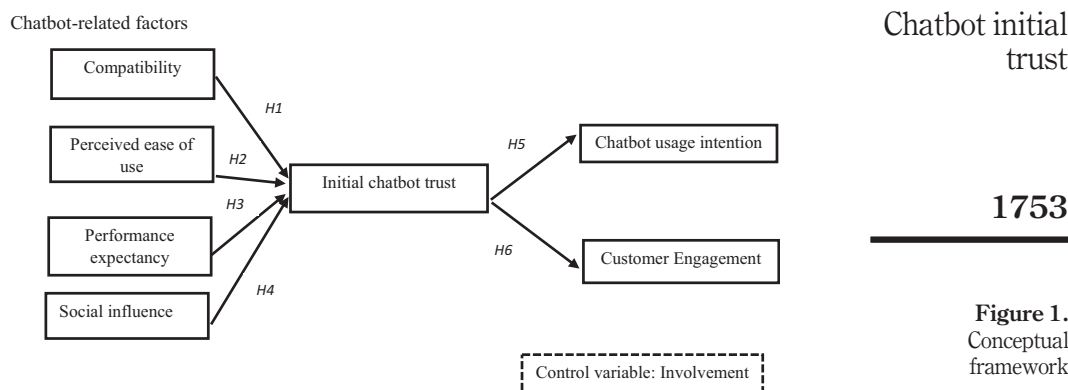 Chatbot-related factors
Compatibility
H1
Perceived ease of
use
H2
H3
Performance
expectancy
H4
Social influence
Initial chatbot trust
H5
Chatbot usage intention
H6
Customer Engagement
Control variable: Involvement
Chatbot initial
trust
1753
Figure 1.
Conceptual
framework